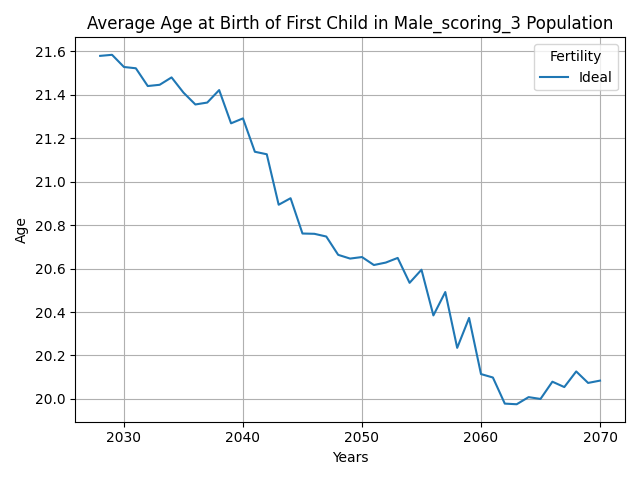 Average Age at Birth of First Child in Male_scoring_3 Population
Fertility
Ideal
21.6
21.4
21.2
21.0
20.8
20.6
20.4
20.2
20.0
Age
2030
2040
2050
2060
2070
Years